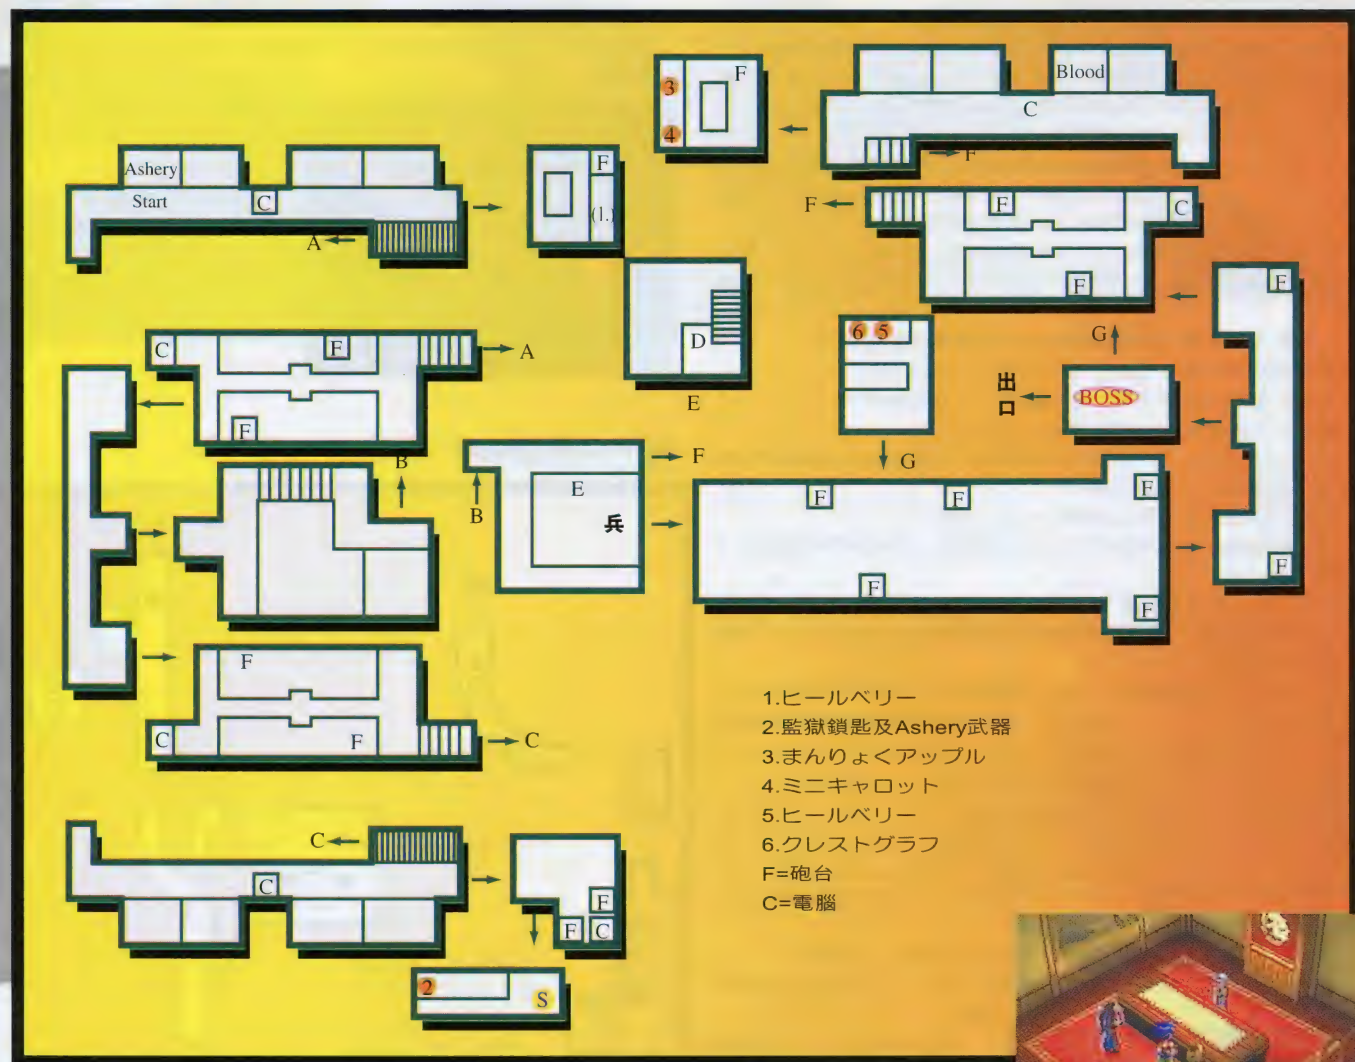 3
F
4
Blood
C
F
Ashery
Start
C
A
F
(1.)
F
F
C
F
F
D
E
6 5
G
G
C
F
A
F
B
出口
BOSS
F
E
兵
B
G
F
F
F
F
F
F
F
C
F
C
C
C
F
F
C
2
S
1.ヒールベリー
2.監獄鎖匙及Ashery武器
3.まんりょくアップル
4.ミニキャロット
5.ヒールベリー
6.クレストグラフ
F=砲台
C=電腦